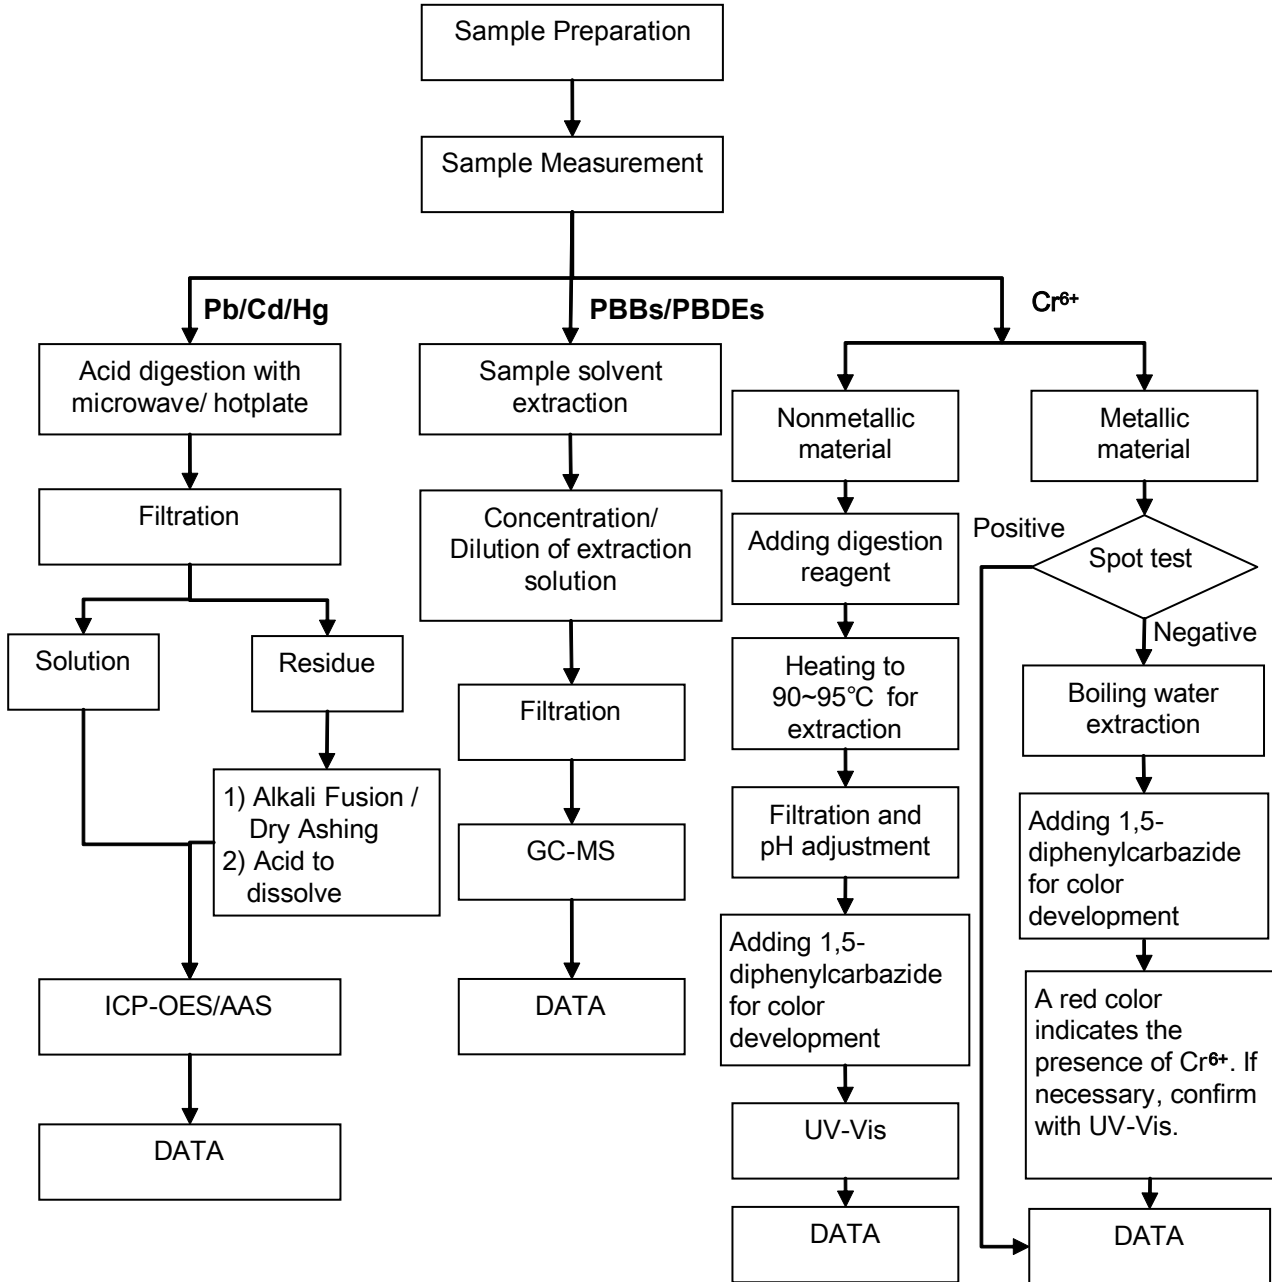 Sample Preparation
Sample Measurement
Pb/Cd/Hg
Acid digestion with
microwave/ hotplate
Filtration
Solution
Residue
1) Alkali Fusion /
Dry Ashing
2) Acid to
dissolve
ICP-OES/AAS
DATA
PBBs/PBDEs
Sample solvent
extraction
Concentration/
Dilution of extraction
solution
Filtration
GC-MS
DATA
Cr⁶⁺
Nonmetallic
material
Adding digestion
reagent
Heating to
90~95℃ for
extraction
Filtration and
pH adjustment
Adding 1,5-
diphenylcarbazide
for color
development
UV-Vis
DATA
Metallic
material
Spot test
Positive
Negative
Boiling water
extraction
Adding 1,5-
diphenylcarbazide
for color
development
A red color
indicates the
presence of Cr⁶⁺. If
necessary, confirm
with UV-Vis.
DATA